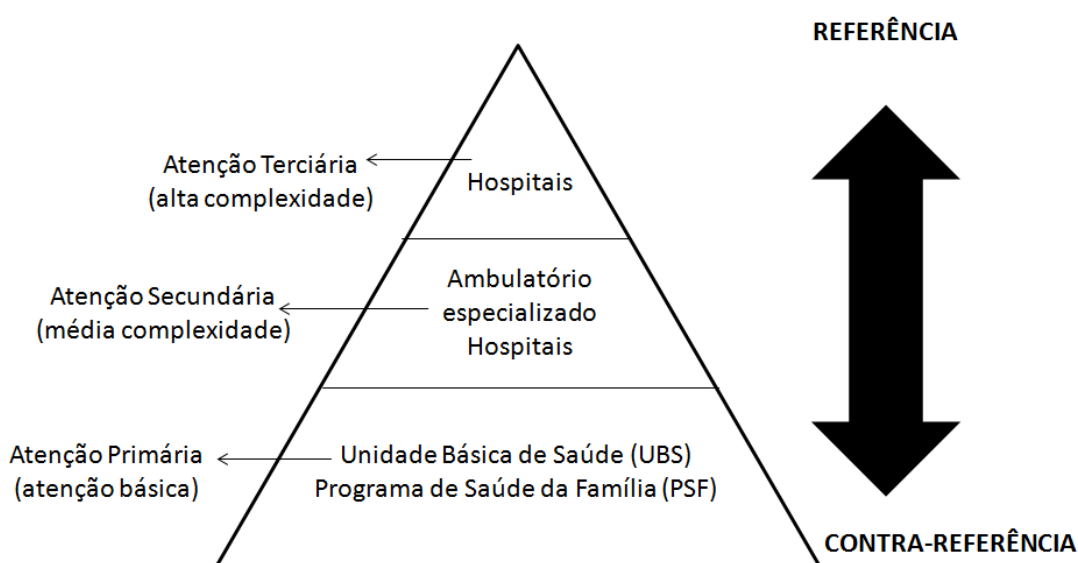 REFERÊNCIA
Atenção Terciária
(alta complexidade)
Hospitais
Atenção Secundária
(média complexidade)
Ambulatório
especializado
Hospitais
Atenção Primária
(atenção básica)
Unidade Básica de Saúde (UBS)
Programa de Saúde da Família (PSF)
CONTRA-REFERÊNCIA